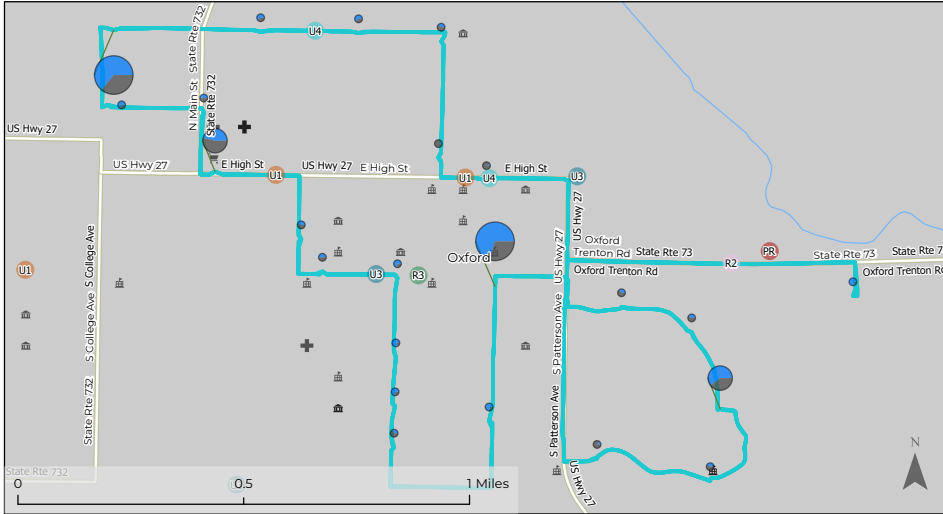 N Main St
State Rte 732
State Rte 732
U4
US Hwy 27
US Hwy 27
E High St
U1
US Hwy 27
E High St
U1
U4
E High St
U3
US Hwy 27
US Hwy 27
Oxford
Trenton Rd
State Rte 73
PR
R2
State Rte 73
State Rte 7
Oxford Trenton Rd
Oxford Trenton Rd
Oxford
U1
S College Ave
S College Ave
State Rte 732
U3
R3
S Patterson Ave
S Patterson Ave
US Hwy 27
State Rte 732
N
0
0.5
1 Miles